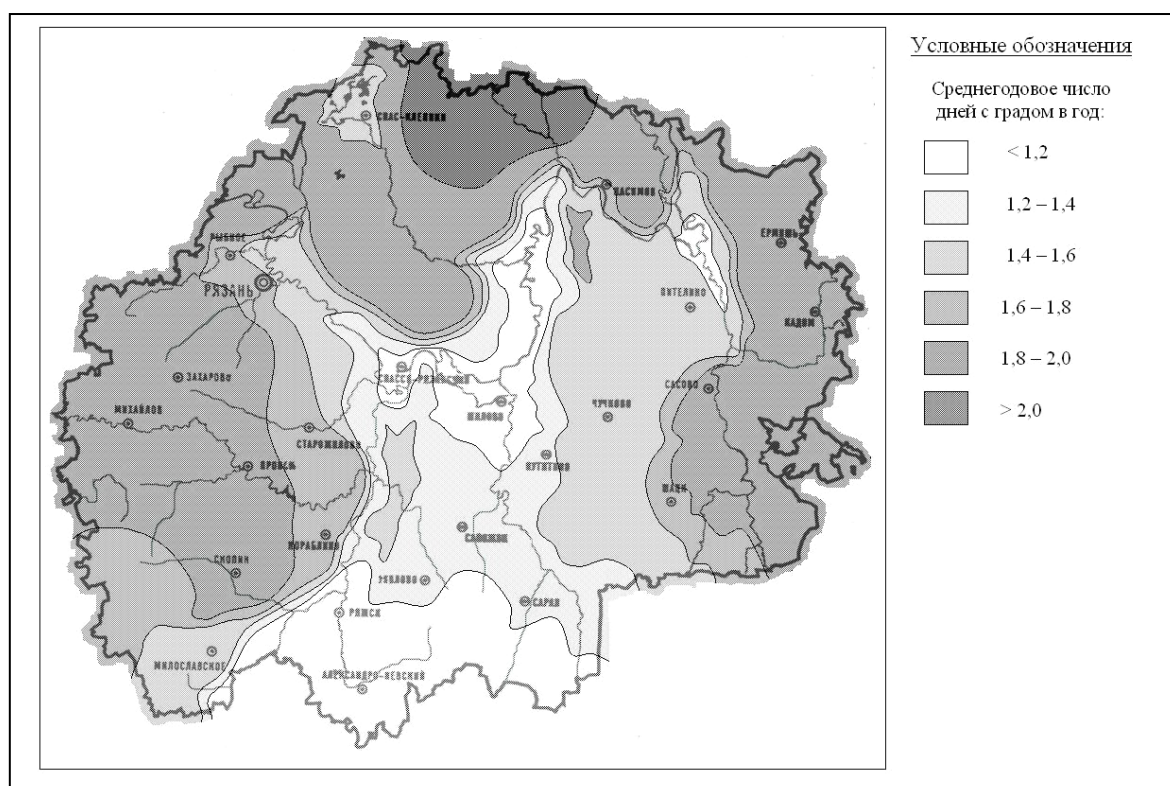 Условные обозначения
Среднегодовое число
дней с градом в год:
< 1,2
1,2 – 1,4
1,4 – 1,6
1,6 – 1,8
1,8 – 2,0
> 2,0
СПАС-КЛЕПИКИ
КАСИМОВ
РЫБНОЕ
ЕРМИШЬ
РЯЗАНЬ
ПИТЕЛИНО
КАДОМ
СПАССК-РЯЗАНСКИЙ
ЗАХАРОВО
САСОВО
ШИЛОВО
МИХАЙЛОВ
ЧУЧКОВО
СТАРОЖИЛОВО
ПУТЯТИНО
ПРОНСК
ШАЦК
САПОЖОК
КОРАБЛИНО
СКОПИН
УХОЛОВО
САРАИ
РЯЖСК
МИЛОСЛАВСКОЕ
АЛЕКСАНДРО-НЕВСКИЙ